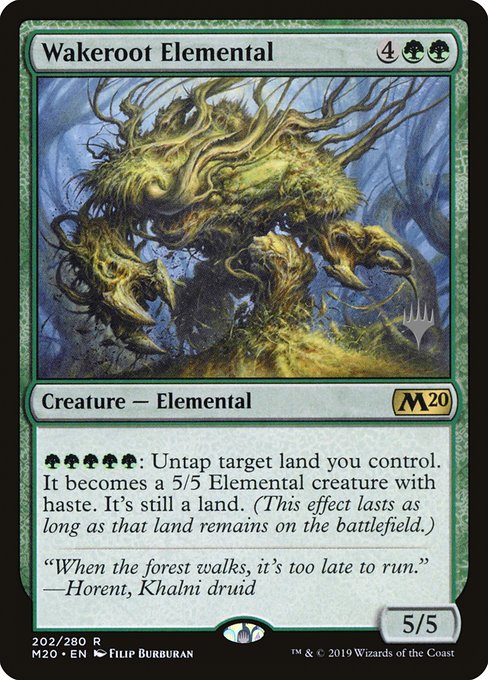 Wakeroot Elemental 4
Creature — Elemental M20
: Untap target land you control.
It becomes a 5/5 Elemental creature with
haste. It's still a land. (This effect lasts as
long as that land remains on the battlefield.)
“When the forest walks, it's too late to run.”
—Horent, Khalni druid
5/5
202/280 R
M20 • EN Filip Burburan
™ & © 2019 Wizards of the Coast